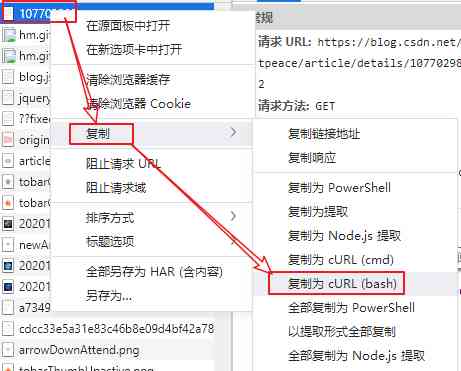 hm.gi
hm.gi
blog.js
jquery
??fixed
origin
article
tobarC
tobarC
20201
newAr
20201
20201
a7349
cdcc33e5a31e83c46b8e09d4bf42a78
arrowDownAttend.png
tobarThumbUpactive.png
在源面板中打开
在新选项卡中打开
清除浏览器缓存
清除浏览器 Cookie
复制
阻止请求 URL
阻止请求域
排序方式
标题选项
全部另存为 HAR (含内容)
另存为...
常规
请求 URL: https://blog.csdn.net/
tpeace/article/details/10770298
2
请求方法: GET
复制链接地址
复制响应
复制为 PowerShell
复制为提取
复制为 Node.js 提取
复制为 cURL (cmd)
复制为 cURL (bash)
全部复制为 PowerShell
以提取形式全部复制
全部复制为 Node.js 提取